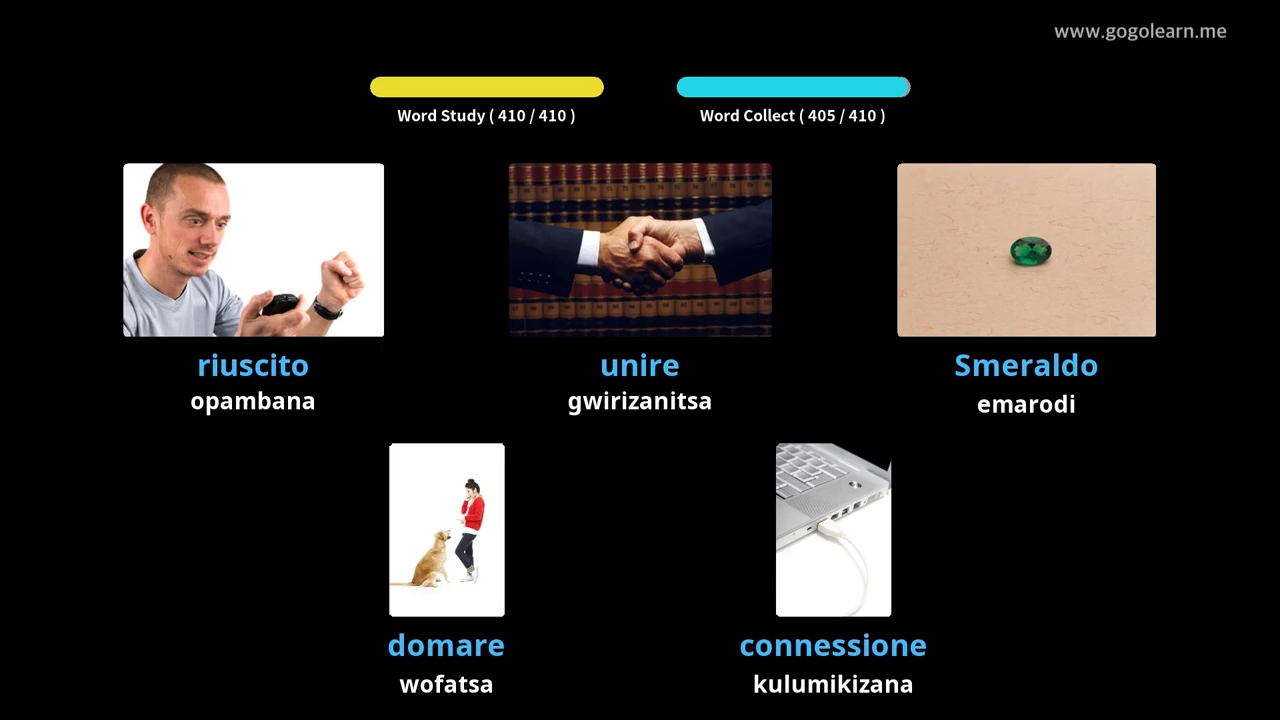 www.gogolearn.me
Word Study ( 410 / 410 )
Word Collect ( 405 / 410 )
riuscito
opambana
unire
gwirizanitsa
Smeraldo
emarodi
domare
wofatsa
connessione
kulumikizana